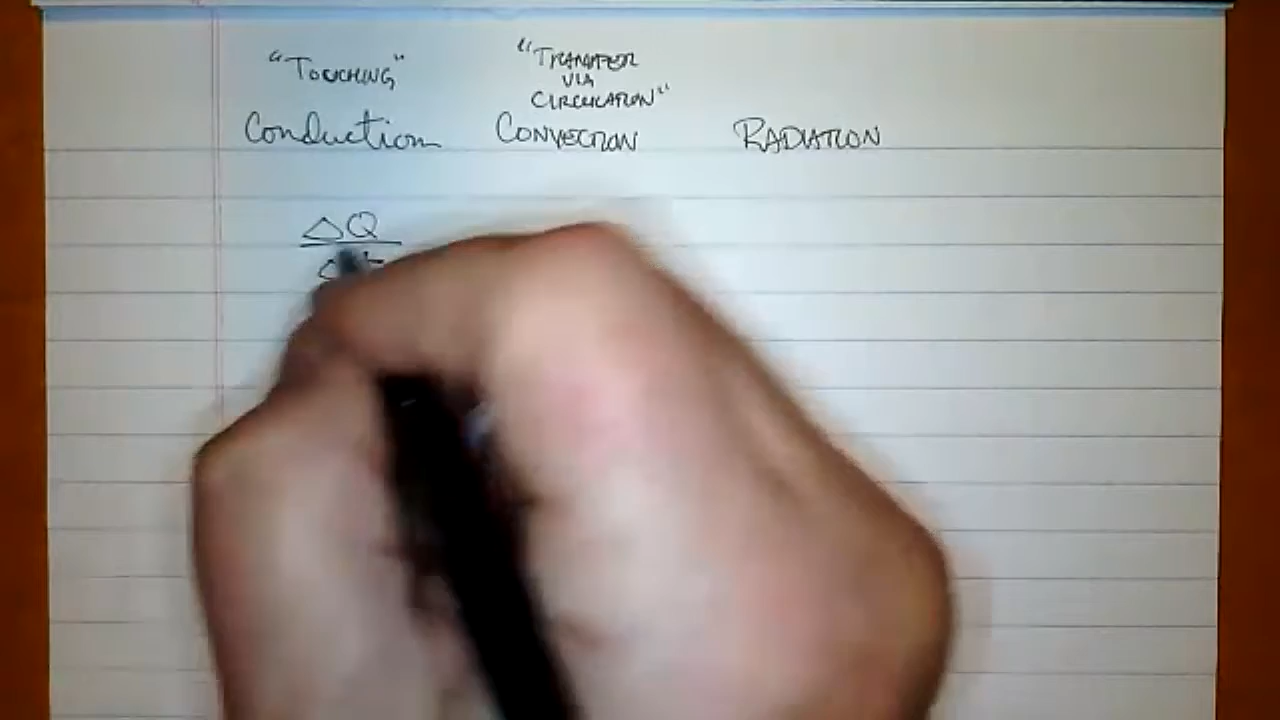 "TOUCHING"
Conduction
"TRANSFER
VIA
CIRCULATION"
CONVECTION
RADIATION
ΔQ